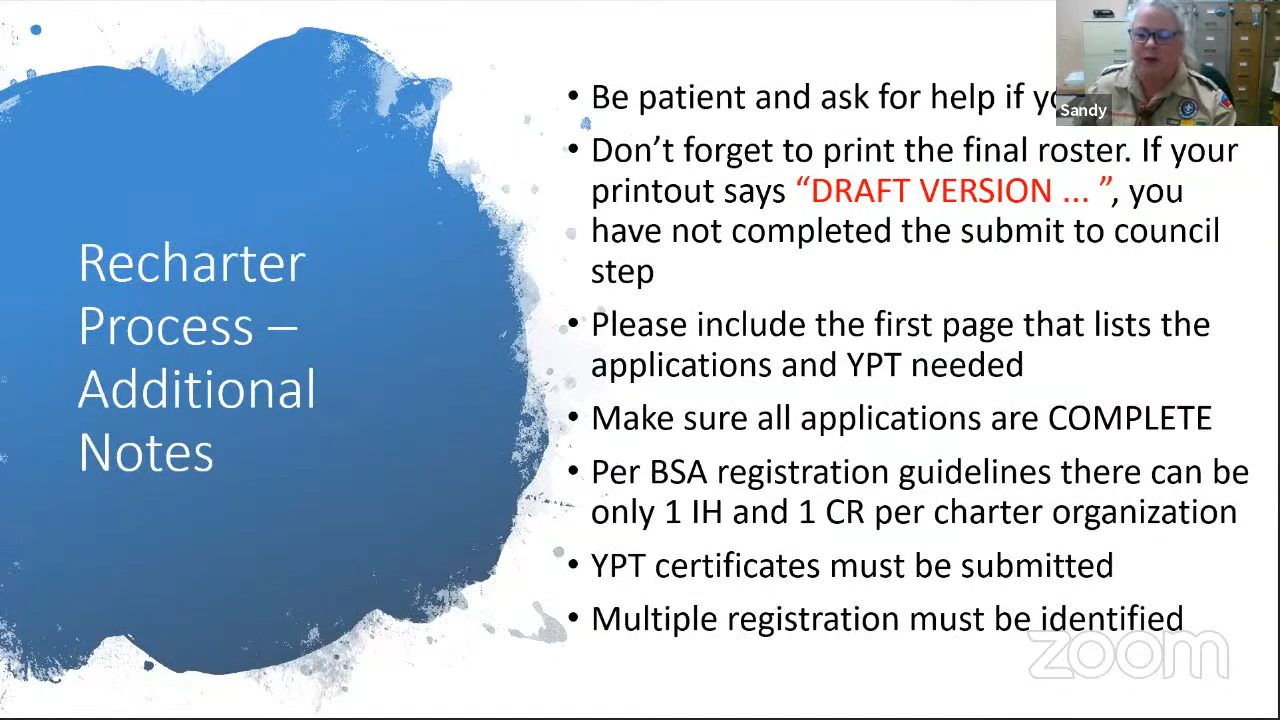 Recharter
Process –
Additional
Notes
• Be patient and ask for help if
• Don’t forget to print the final roster. If your
printout says “DRAFT VERSION ... ”, you
have not completed the submit to council
step
• Please include the first page that lists the
applications and YPT needed
• Make sure all applications are COMPLETE
• Per BSA registration guidelines there can be
only 1 IH and 1 CR per charter organization
• YPT certificates must be submitted
• Multiple registration must be identified
Sandy
zoom